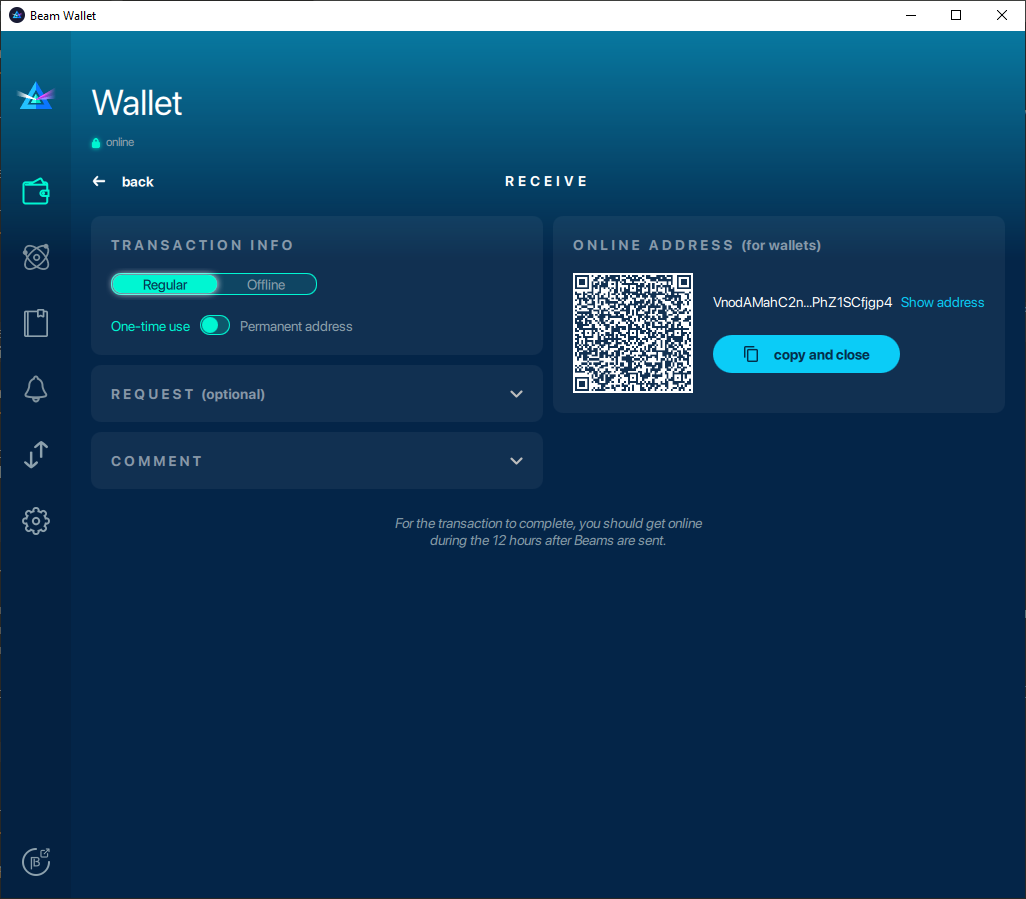 Beam Wallet
Wallet
online
back
RECEIVE
TRANSACTION INFO
Regular Offline
One-time use Permanent address
REQUEST (optional)
COMMENT
ONLINE ADDRESS (for wallets)
VnodAMahC2n...PhZ1SCfjgp4 Show address
copy and close
For the transaction to complete, you should get online
during the 12 hours after Beams are sent.